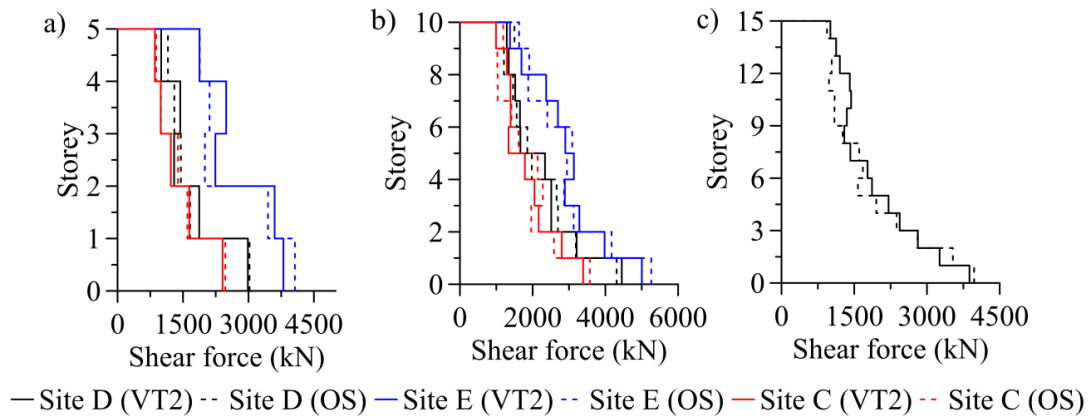 a)
5
4
3
2
1
0
Storey
0 1500 3000 4500
Shear force (kN)
b)
10
8
6
4
2
0
Storey
0 2000 4000 6000
Shear force (kN)
c)
15
12
9
6
3
0
Storey
0 1500 3000 4500
Shear force (kN)
Site D (VT2) Site D (OS) Site E (VT2) Site E (OS) Site C (VT2) Site C (OS)